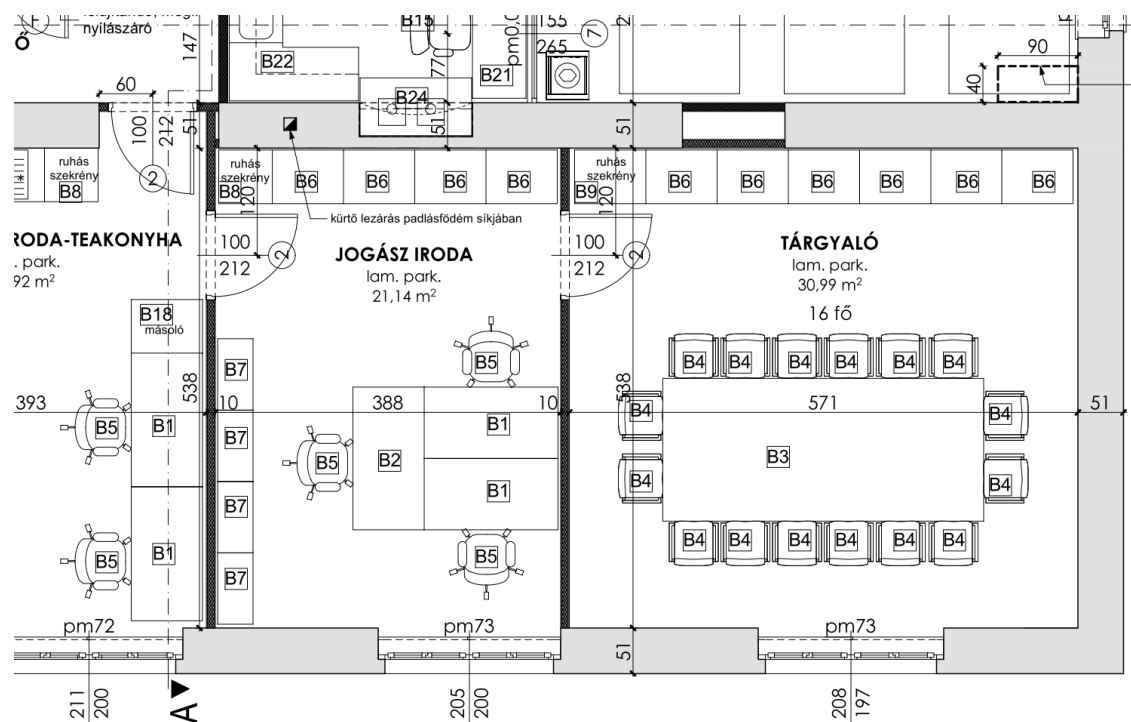 F
nyílászáró
Ő
147
B22
B15
77
B24
B21
pm0.0
155
265
7
90
40
60
100
212
51
51
51
2
ruhás
szekrény
B8
*
ruhás
szekrény
B8
B6
B6
B6
B6
ruhás
szekrény
B9
B6
B6
B6
B6
B6
B6
120
120
kürtő lezárás padlásfödém síkjában
100
212
2
100
212
2
RODA-TEAKONYHA
. park.
92 m²
JOGÁSZ IRODA
lam. park.
21,14 m²
TÁRGYALÓ
lam. park.
30,99 m²
16 fő
B18
másoló
B7
B7
B7
B7
B5
B5
B5
B5
B5
B1
B1
B2
B1
B1
B4
B4
B4
B4
B4
B4
B4
B4
B4
B4
B3
B4
B4
B4
B4
B4
B4
393
538
10
388
10
538
571
51
pm72
pm73
pm73
51
211
200
205
200
208
197
A